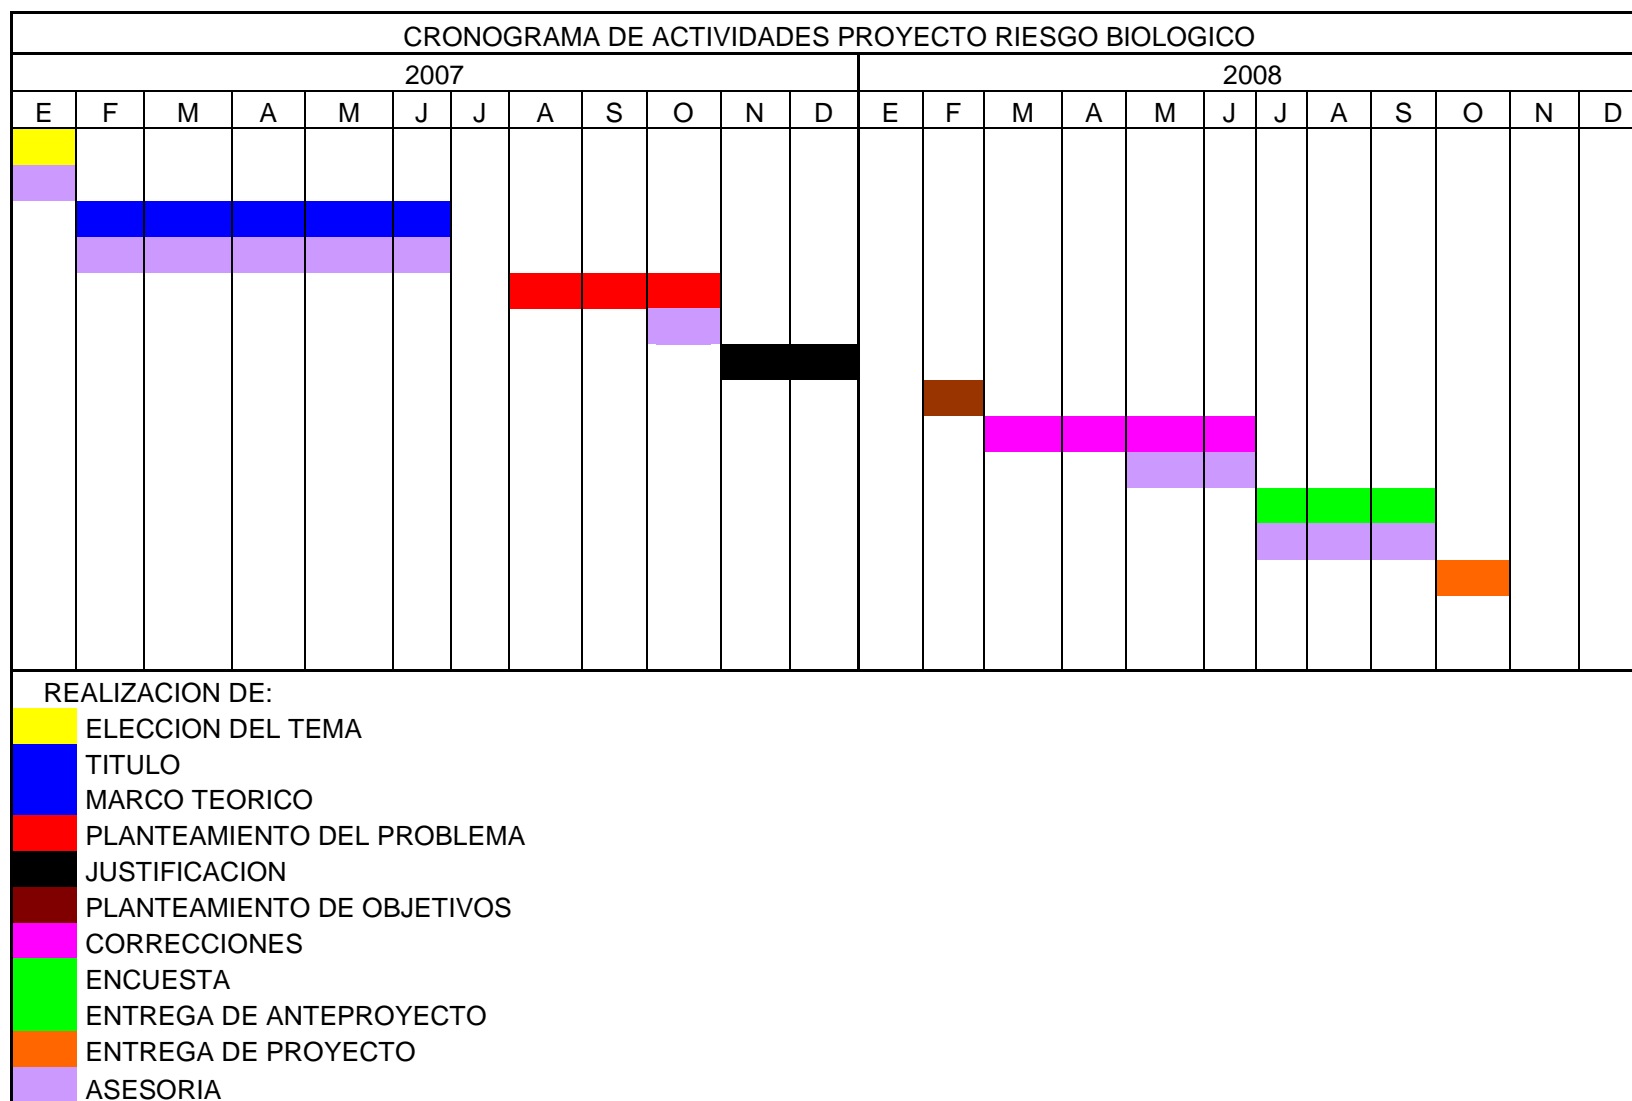 CRONOGRAMA DE ACTIVIDADES PROYECTO RIESGO BIOLOGICO
2007 2008
E F M A M J J A S O N D E F M A M J J A S O N D
REALIZACION DE:
ELECCION DEL TEMA
TITULO
MARCO TEORICO
PLANTEAMIENTO DEL PROBLEMA
JUSTIFICACION
PLANTEAMIENTO DE OBJETIVOS
CORRECCIONES
ENCUESTA
ENTREGA DE ANTEPROYECTO
ENTREGA DE PROYECTO
ASESORIA